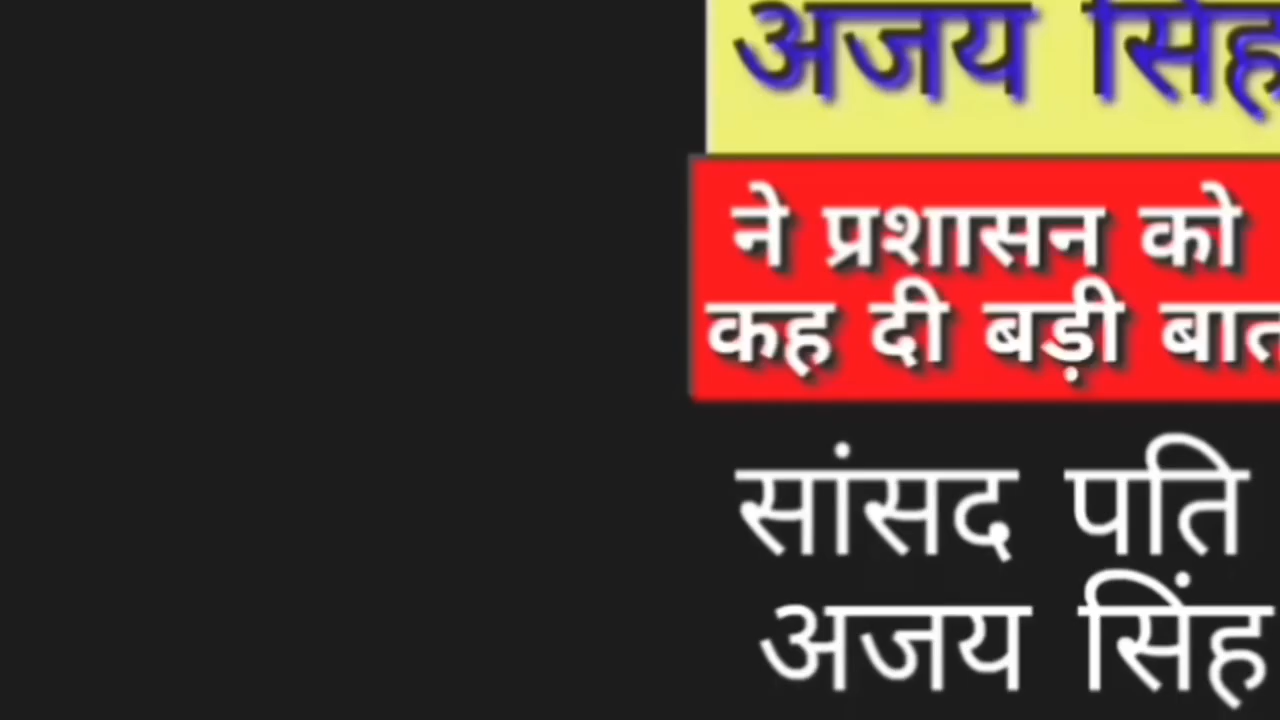 अजय सिंह
ने प्रशासन को
कह दी बड़ी बात
सांसद पति
अजय सिंह